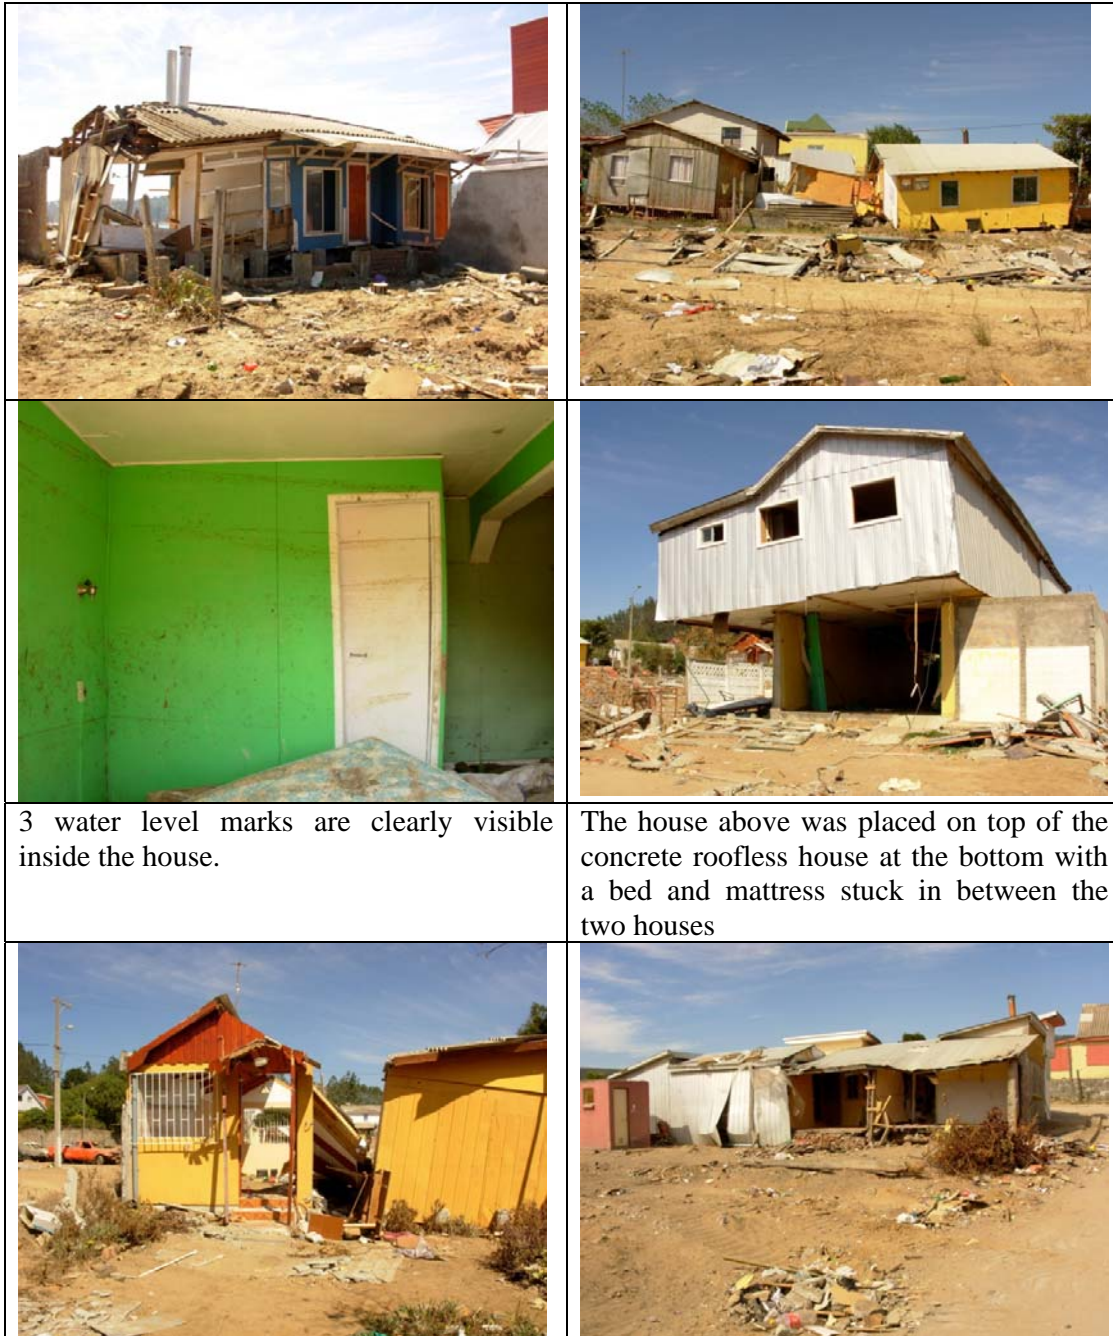 3 water level marks are clearly visible
inside the house.
The house above was placed on top of the
concrete roofless house at the bottom with
a bed and mattress stuck in between the
two houses